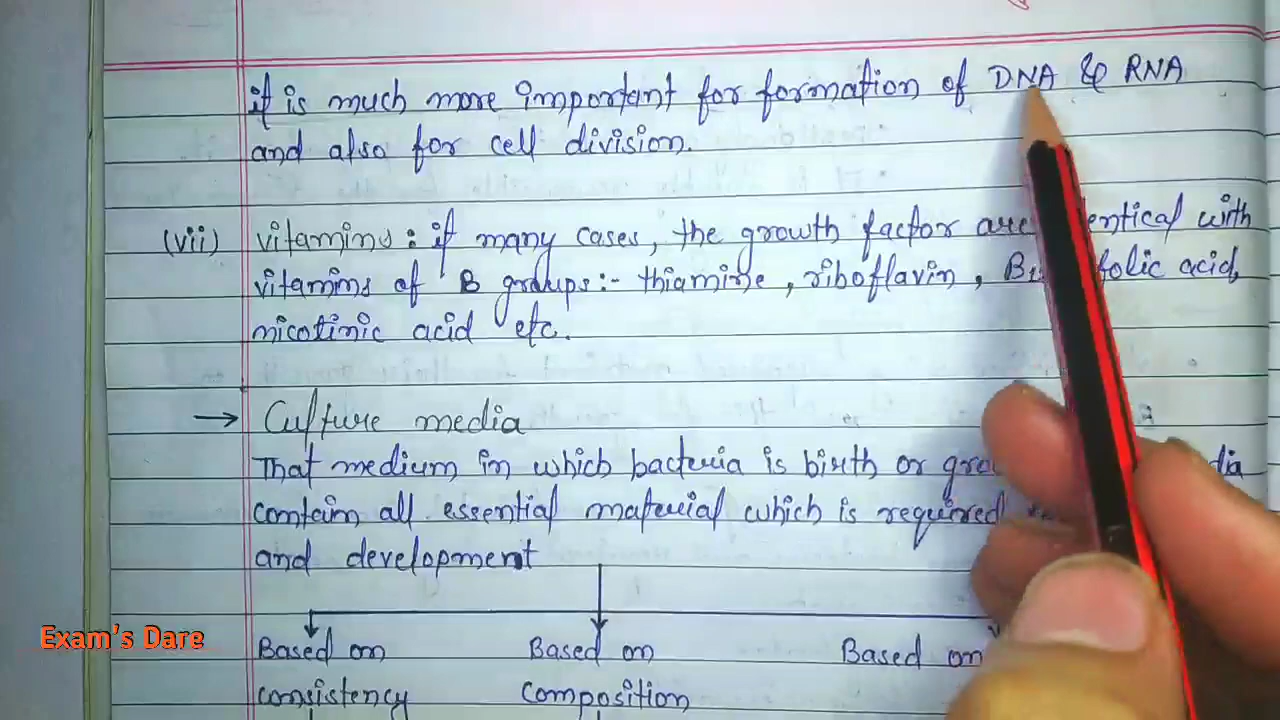 it is much more important for formation of DNA & RNA
and also for cell division.
(vii) vitamins : if many cases, the growth factor are with
vitamins of B groups :- thiamine, riboflavin, folic acid,
nicotinic acid etc.
→ Culture media
That medium in which bacteria is birth or
contain all essential material which is required
and development
Based on Based on Based on
consistency composition
Exam's Dare